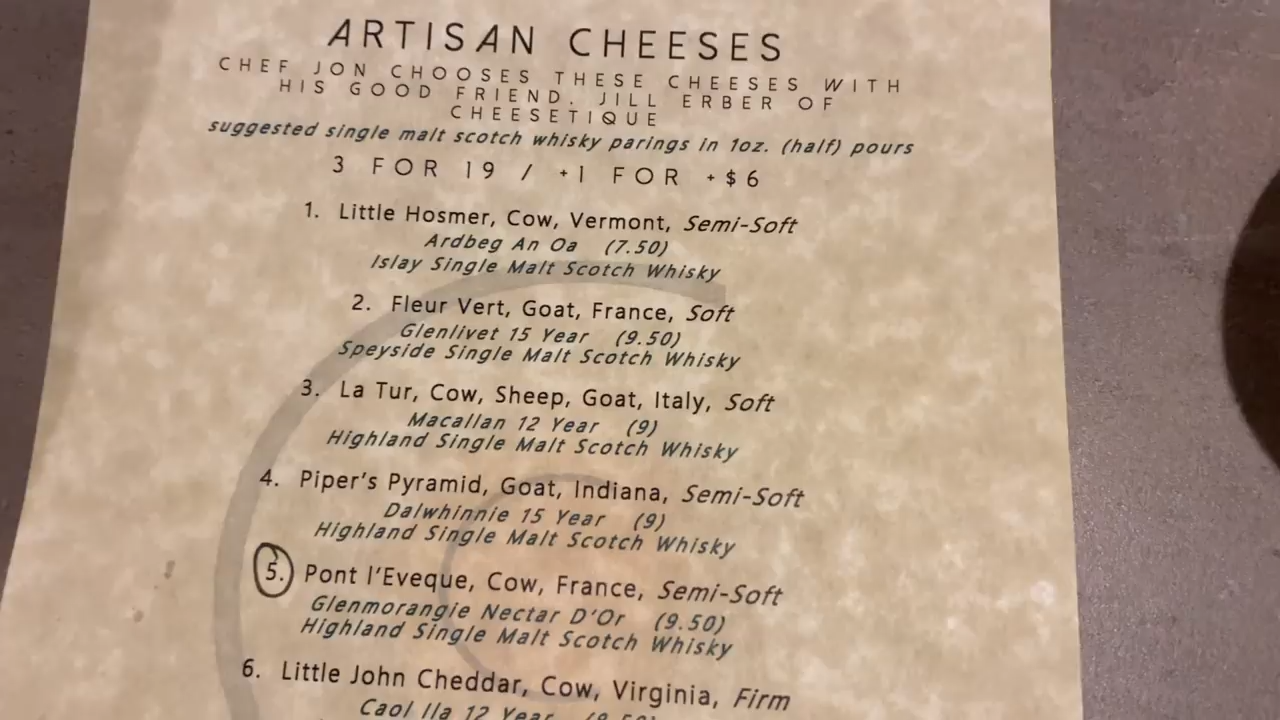 ARTISAN CHEESES
CHEF JON CHOOSES THESE CHEESES WITH
HIS GOOD FRIEND. JILL ERBER OF
CHEESETIQUE
suggested single malt scotch whisky parings in 1oz. (half) pours
3 FOR 19 / +1 FOR +$6
1. Little Hosmer, Cow, Vermont, Semi-Soft
Ardbeg An Oa (7.50)
Islay Single Malt Scotch Whisky
2. Fleur Vert, Goat, France, Soft
Glenlivet 15 Year (9.50)
Speyside Single Malt Scotch Whisky
3. La Tur, Cow, Sheep, Goat, Italy, Soft
Macallan 12 Year (9)
Highland Single Malt Scotch Whisky
4. Piper's Pyramid, Goat, Indiana, Semi-Soft
Dalwhinnie 15 Year (9)
Highland Single Malt Scotch Whisky
5. Pont l'Eveque, Cow, France, Semi-Soft
Glenmorangie Nectar D'Or (9.50)
Highland Single Malt Scotch Whisky
6. Little John Cheddar, Cow, Virginia, Firm
Caol Ila 12 Year